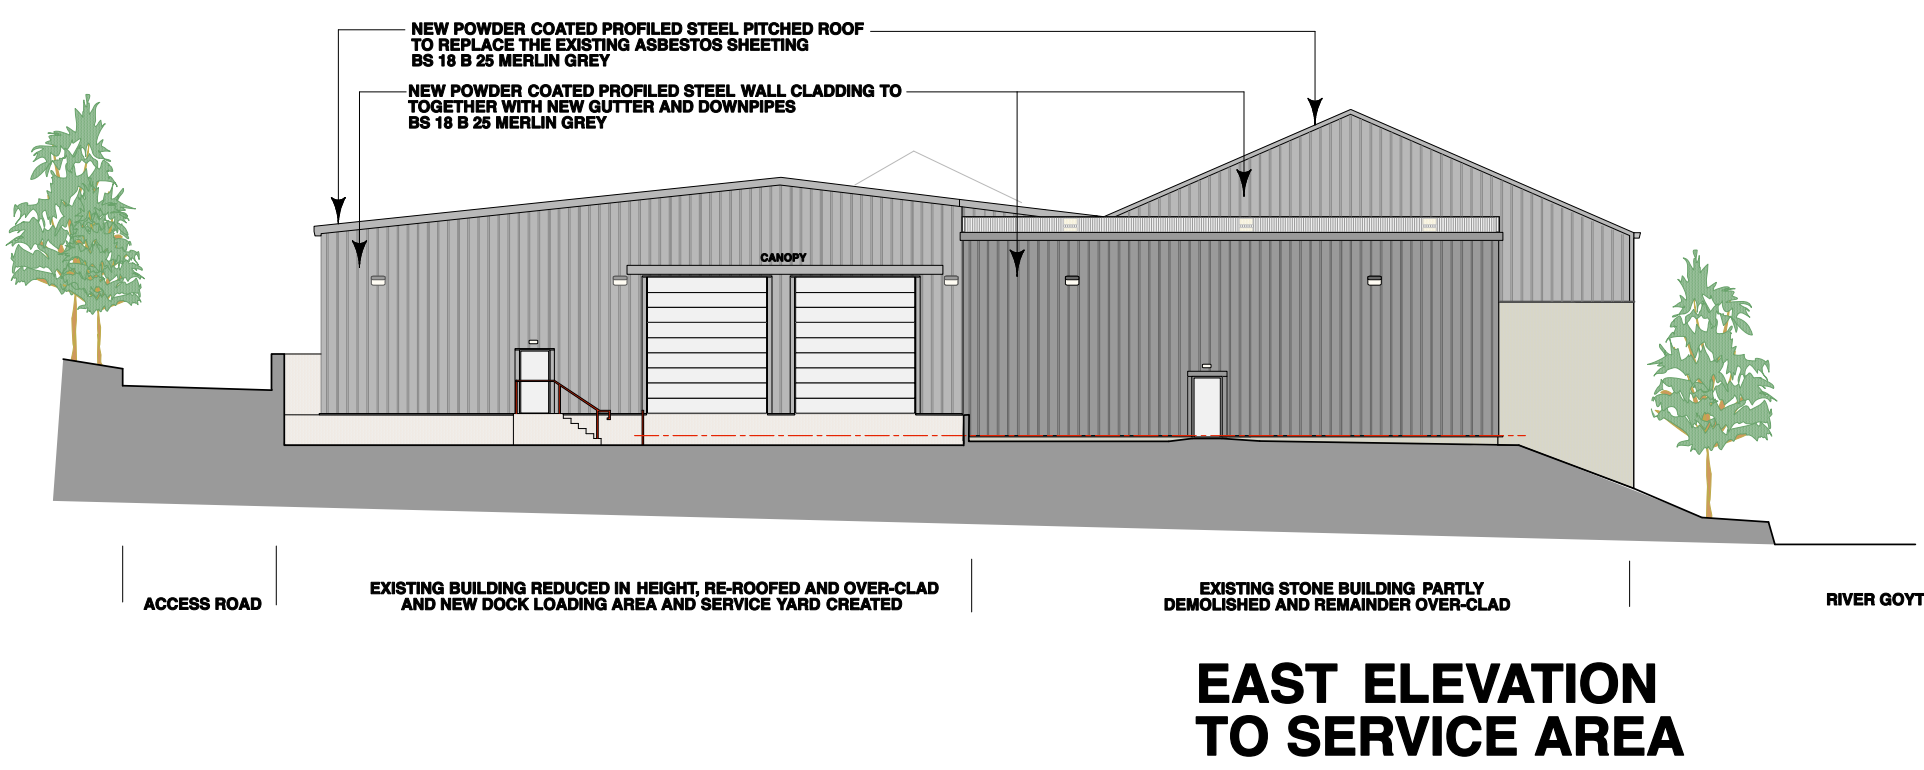 NEW POWDER COATED PROFILED STEEL PITCHED ROOF
TO REPLACE THE EXISTING ASBESTOS SHEETING
BS 18 B 25 MERLIN GREY
NEW POWDER COATED PROFILED STEEL WALL CLADDING TO
TOGETHER WITH NEW GUTTER AND DOWNPIPES
BS 18 B 25 MERLIN GREY
CANOPY
ACCESS ROAD
EXISTING BUILDING REDUCED IN HEIGHT, RE-ROOFED AND OVER-CLAD
AND NEW DOCK LOADING AREA AND SERVICE YARD CREATED
EXISTING STONE BUILDING PARTLY
DEMOLISHED AND REMAINDER OVER-CLAD
RIVER GOYT
EAST ELEVATION
TO SERVICE AREA